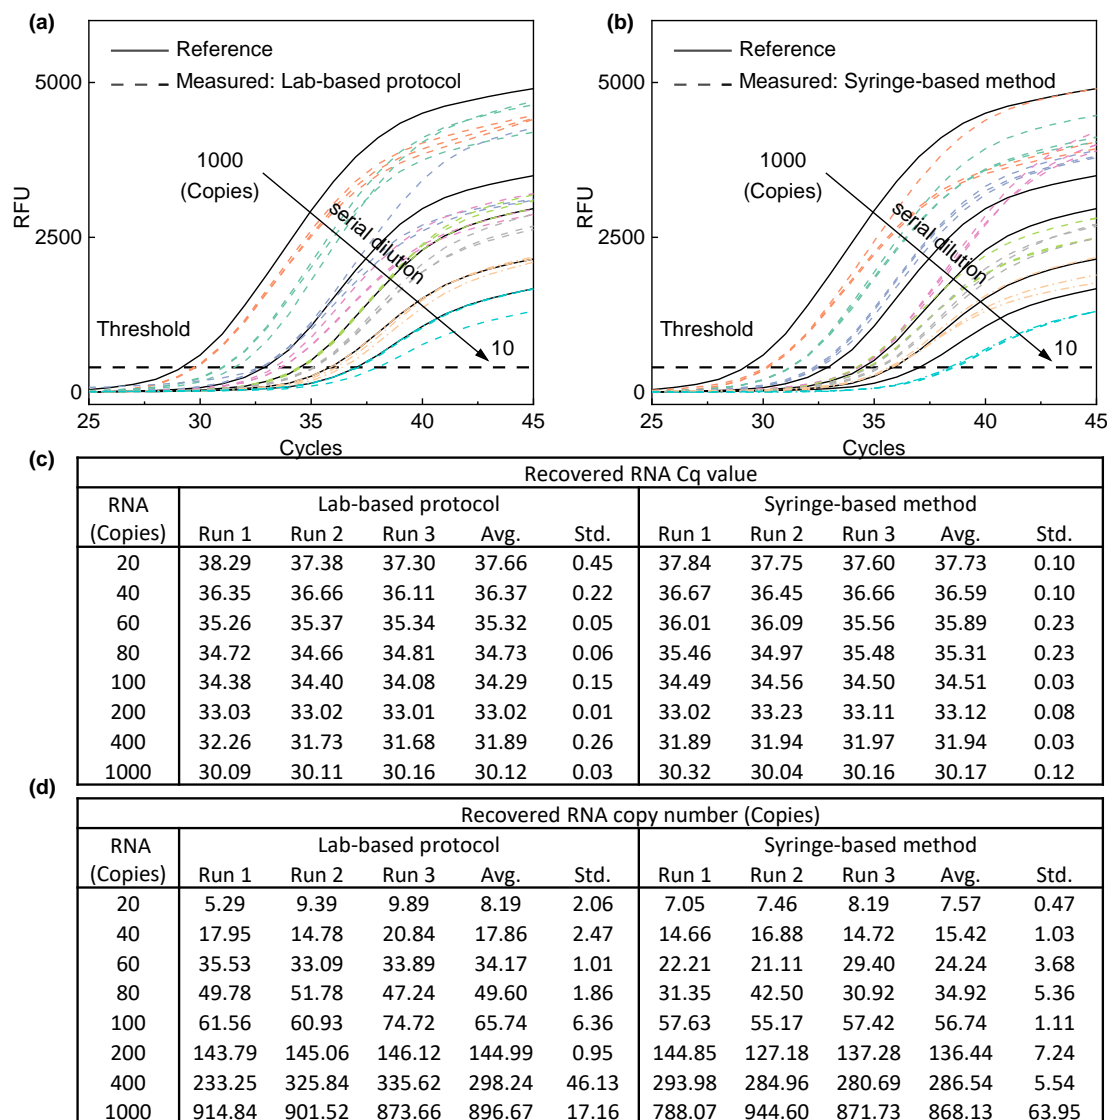 (a)
Reference
Measured: Lab-based protocol
5000
2500
0
RFU
1000
(Copies)
serial dilution
Threshold
10
25 30 35 40 45
Cycles
(b)
Reference
Measured: Syringe-based method
5000
2500
0
RFU
1000
(Copies)
serial dilution
Threshold
10
25 30 35 40 45
Cycles
(c)
Recovered RNA Cq value
RNA Lab-based protocol Syringe-based method
(Copies) Run 1 Run 2 Run 3 Avg. Std. Run 1 Run 2 Run 3 Avg. Std.
20 38.29 37.38 37.30 37.66 0.45 37.84 37.75 37.60 37.73 0.10
40 36.35 36.66 36.11 36.37 0.22 36.67 36.45 36.66 36.59 0.10
60 35.26 35.37 35.34 35.32 0.05 36.01 36.09 35.56 35.89 0.23
80 34.72 34.66 34.81 34.73 0.06 35.46 34.97 35.48 35.31 0.23
100 34.38 34.40 34.08 34.29 0.15 34.49 34.56 34.50 34.51 0.03
200 33.03 33.02 33.01 33.02 0.01 33.02 33.23 33.11 33.12 0.08
400 32.26 31.73 31.68 31.89 0.26 31.89 31.94 31.97 31.94 0.03
1000 30.09 30.11 30.16 30.12 0.03 30.32 30.04 30.16 30.17 0.12
(d)
Recovered RNA copy number (Copies)
RNA Lab-based protocol Syringe-based method
(Copies) Run 1 Run 2 Run 3 Avg. Std. Run 1 Run 2 Run 3 Avg. Std.
20 5.29 9.39 9.89 8.19 2.06 7.05 7.46 8.19 7.57 0.47
40 17.95 14.78 20.84 17.86 2.47 14.66 16.88 14.72 15.42 1.03
60 35.53 33.09 33.89 34.17 1.01 22.21 21.11 29.40 24.24 3.68
80 49.78 51.78 47.24 49.60 1.86 31.35 42.50 30.92 34.92 5.36
100 61.56 60.93 74.72 65.74 6.36 57.63 55.17 57.42 56.74 1.11
200 143.79 145.06 146.12 144.99 0.95 144.85 127.18 137.28 136.44 7.24
400 233.25 325.84 335.62 298.24 46.13 293.98 284.96 280.69 286.54 5.54
1000 914.84 901.52 873.66 896.67 17.16 788.07 944.60 871.73 868.13 63.95